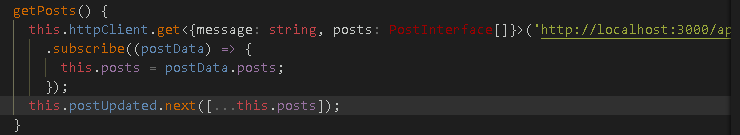 getPosts() {
this.httpClient.get<{message: string, posts: PostInterface[]}>('http://localhost:3000/ap
.subscribe((postData) => {
this.posts = postData.posts;
});
this.postUpdated.next([...this.posts]);
}